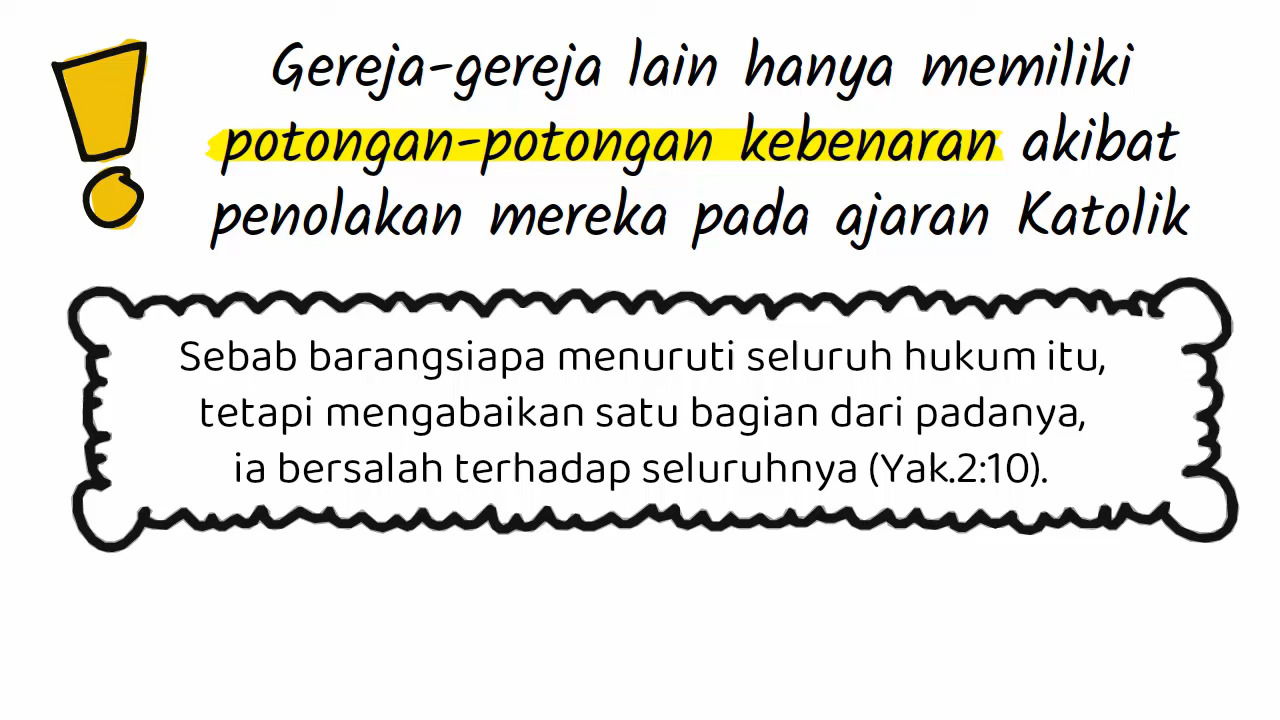 Gereja-gereja lain hanya memiliki
potongan-potongan kebenaran akibat
penolakan mereka pada ajaran Katolik
Sebab barangsiapa menuruti seluruh hukum itu,
tetapi mengabaikan satu bagian dari padanya,
ia bersalah terhadap seluruhnya (Yak.2:10).